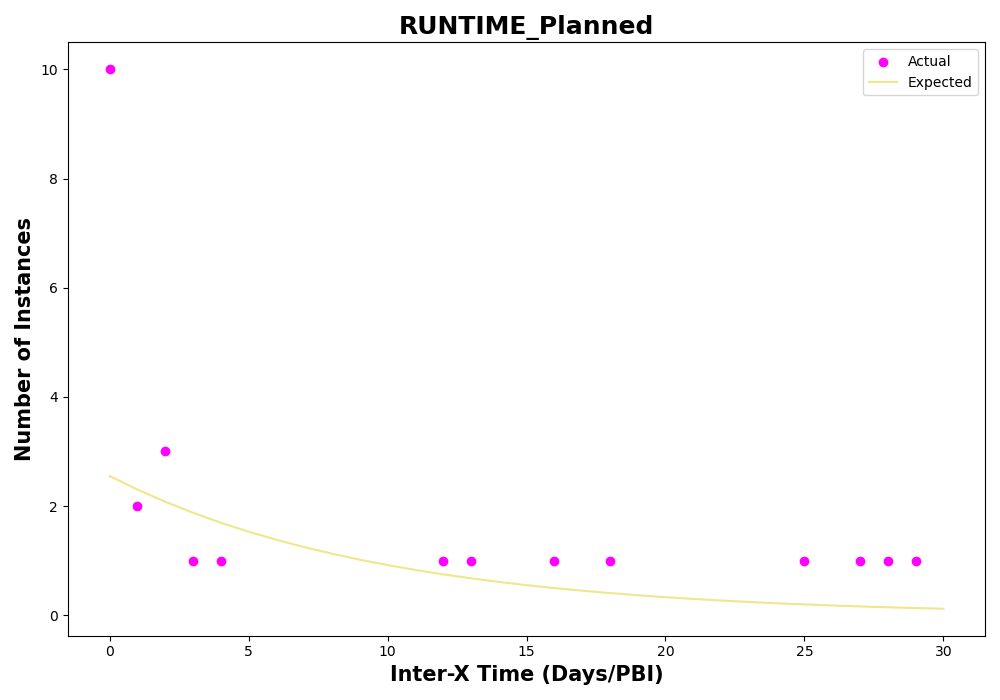 RUNTIME_Planned
Actual
Expected
Number of Instances
10
8
6
4
2
0
0
5
10
15
20
25
30
Inter-X Time (Days/PBI)